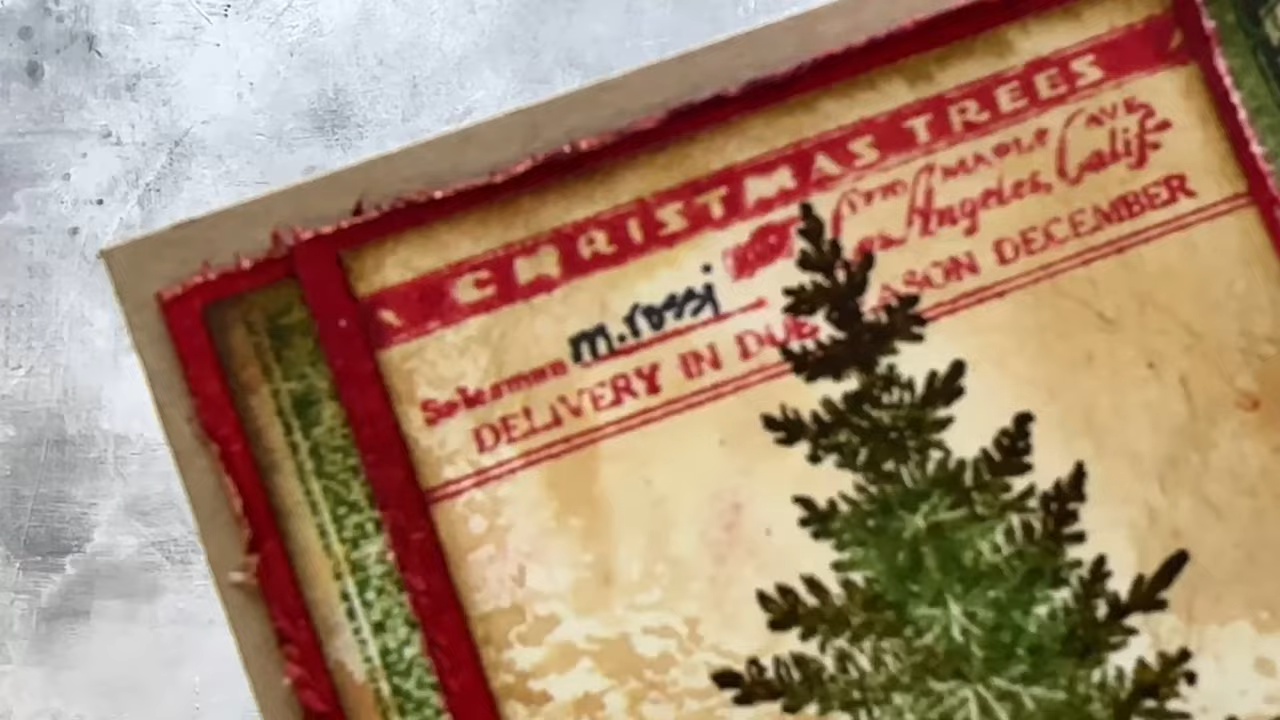 CHRISTMAS TREES
MAPLE AVE
Los Angeles, Calif.
Salesman m.rossi
DELIVERY IN DUE SEASON DECEMBER